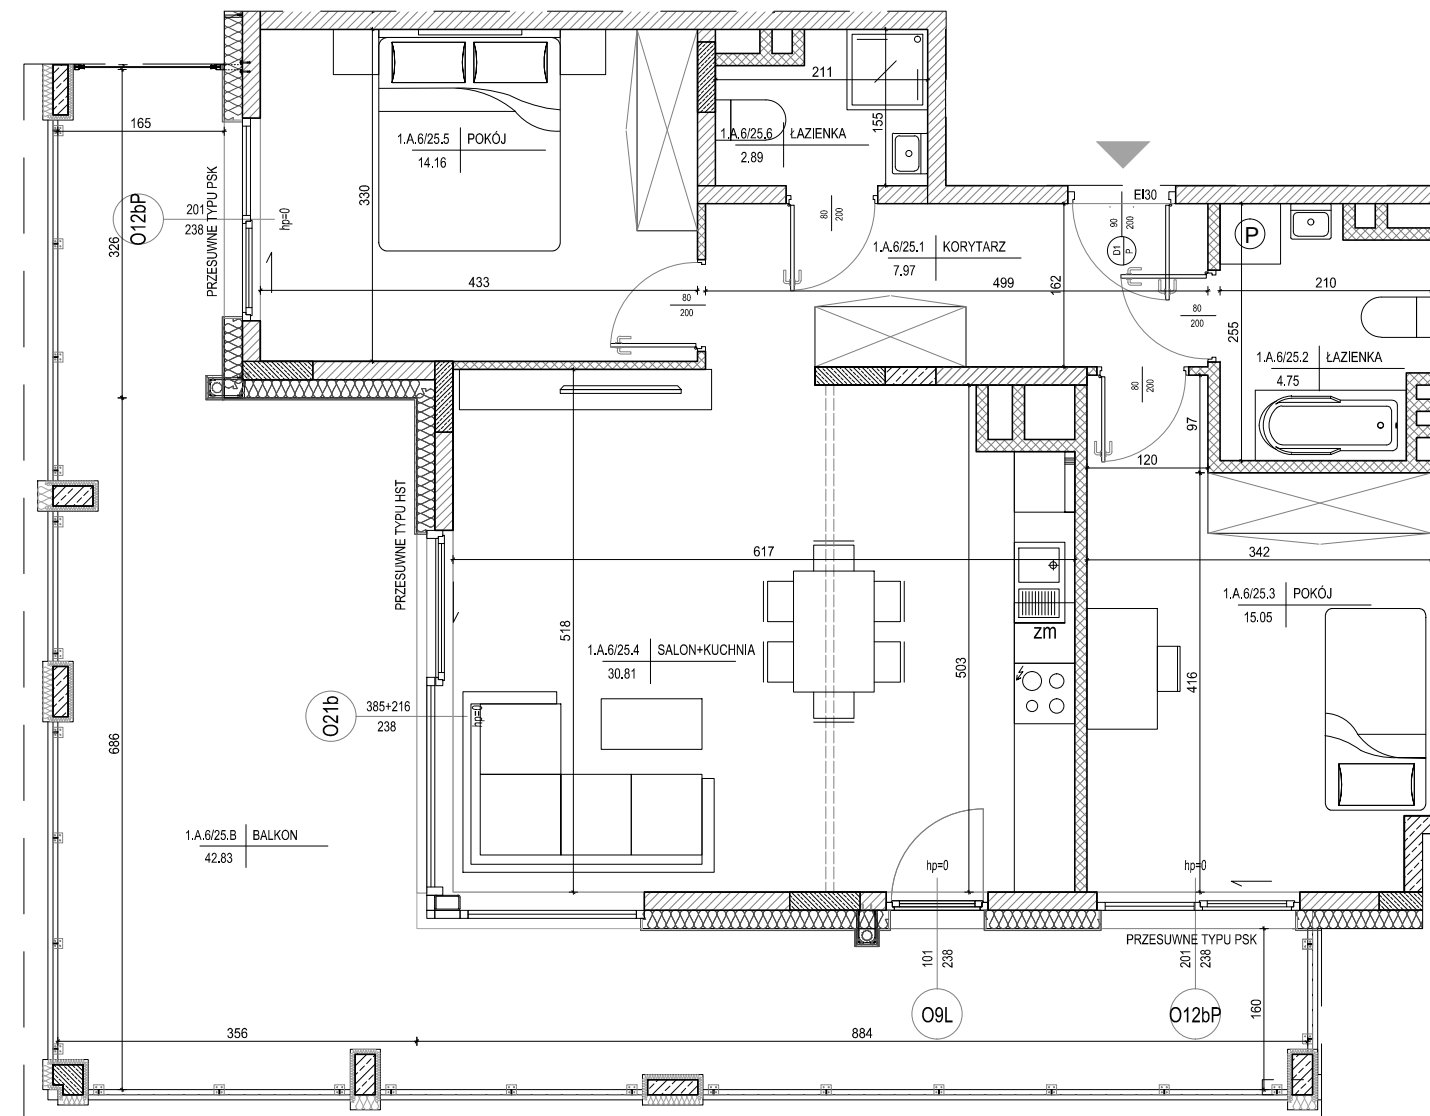 211
165
155
1.A.6/25.5 POKÓJ
14.16
1.A.6/25.6 ŁAZIENKA
2.89
PRZESUWNE TYPU PSK
O12bP
201
238
hp=0
330
80
200
EI30
90
200
D1
P
P
326
1.A.6/25.1 KORYTARZ
7.97
433
499
162
210
80
200
80
200
255
1.A.6/25.2 ŁAZIENKA
4.75
80
200
97
120
PRZESUWNE TYPU HST
617
342
1.A.6/25.3 POKÓJ
15.05
518
zm
1.A.6/25.4 SALON+KUCHNIA
30.81
503
416
O21b
385+216
238
hp=0
686
1.A.6/25.B BALKON
42.83
hp=0
hp=0
PRZESUWNE TYPU PSK
101
238
201
238
160
O9L
O12bP
356
884